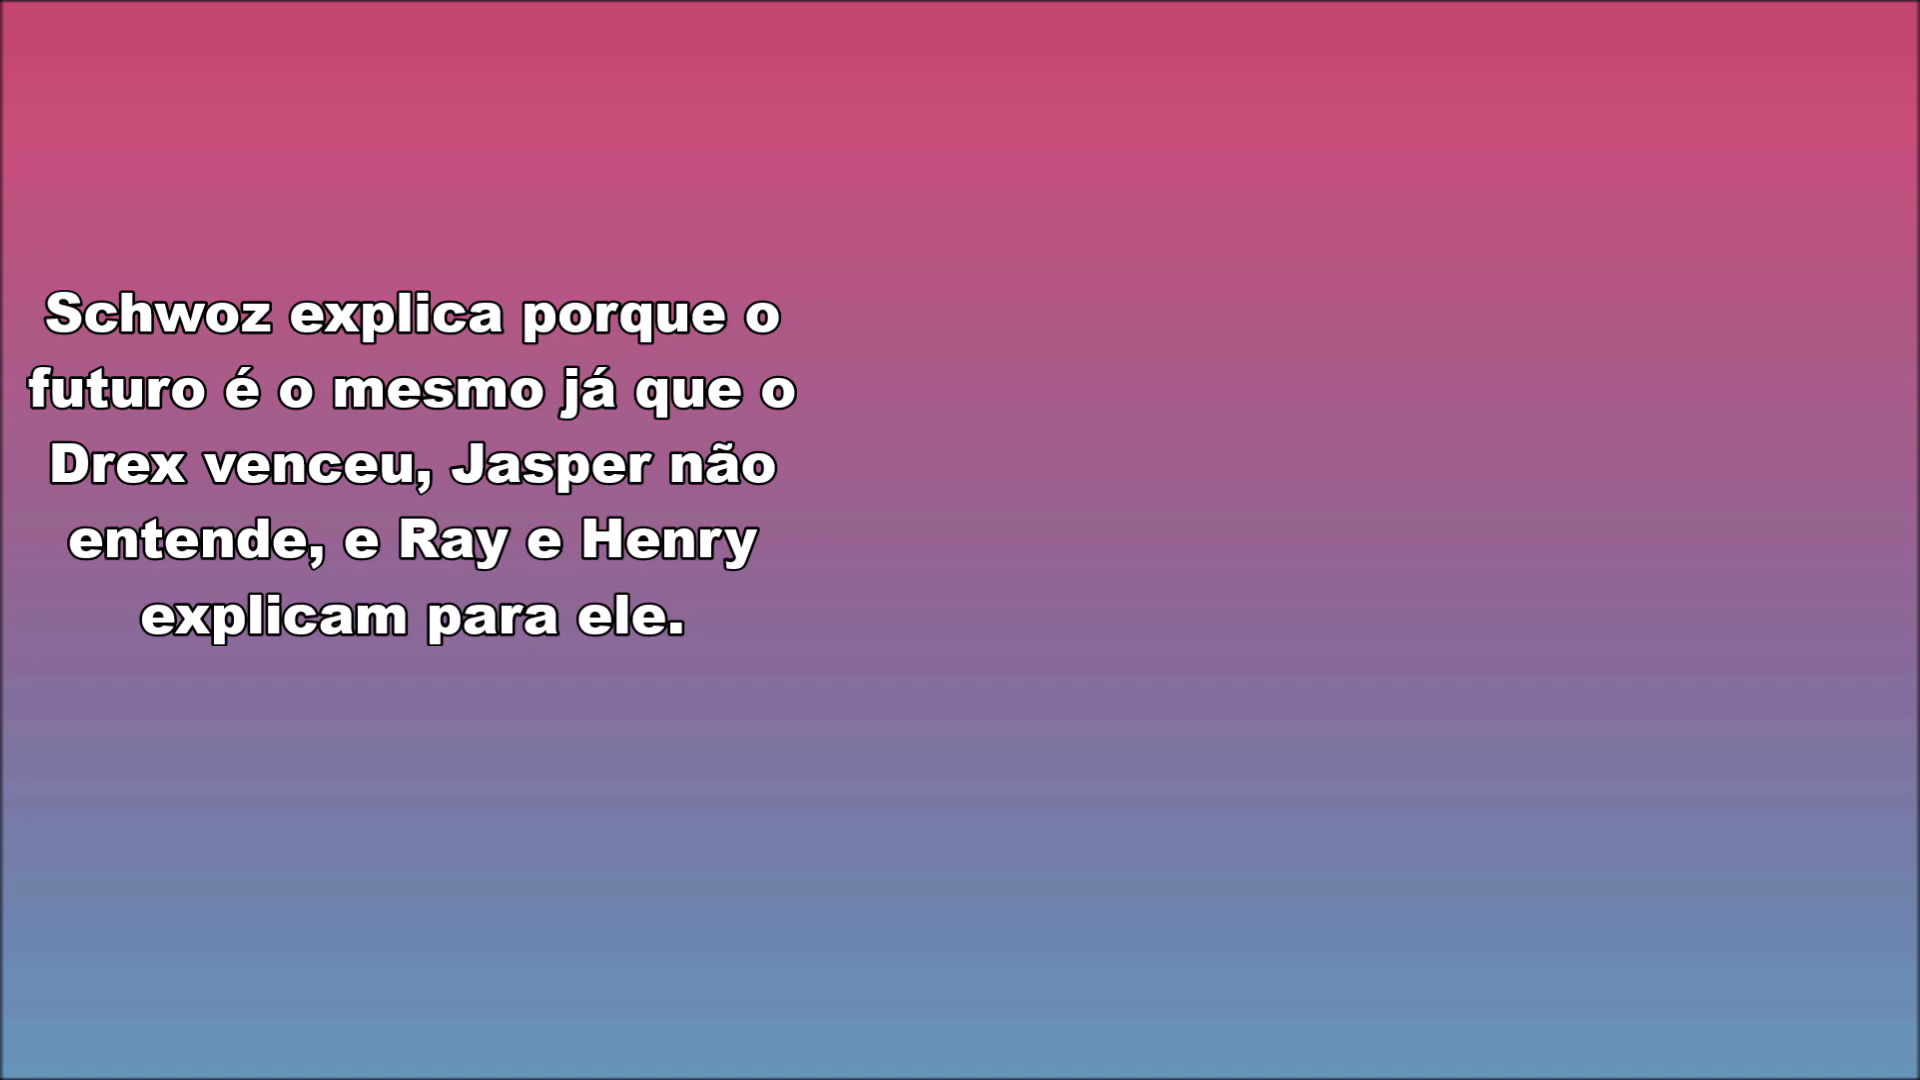 Schwoz explica porque o
futuro é o mesmo já que o
Drex venceu, Jasper não
entende, e Ray e Henry
explicam para ele.